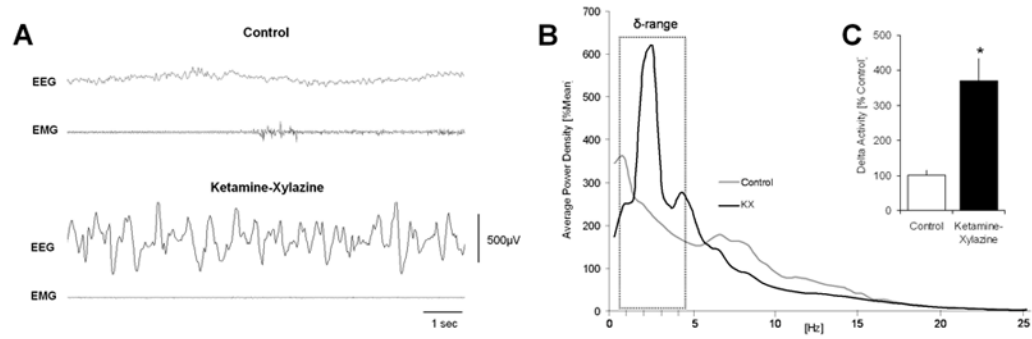 A
Control
EEG
EMG
Ketamine-Xylazine
EEG
500µV
EMG
1 sec
B
δ-range
Average Power Density [%Mean]
700
600
500
400
300
200
100
0
Control
KX
0
5
10
15
20
25
[Hz]
C
Delta Activity [% Control]
500
400
300
200
100
0
*
Control
Ketamine-
Xylazine